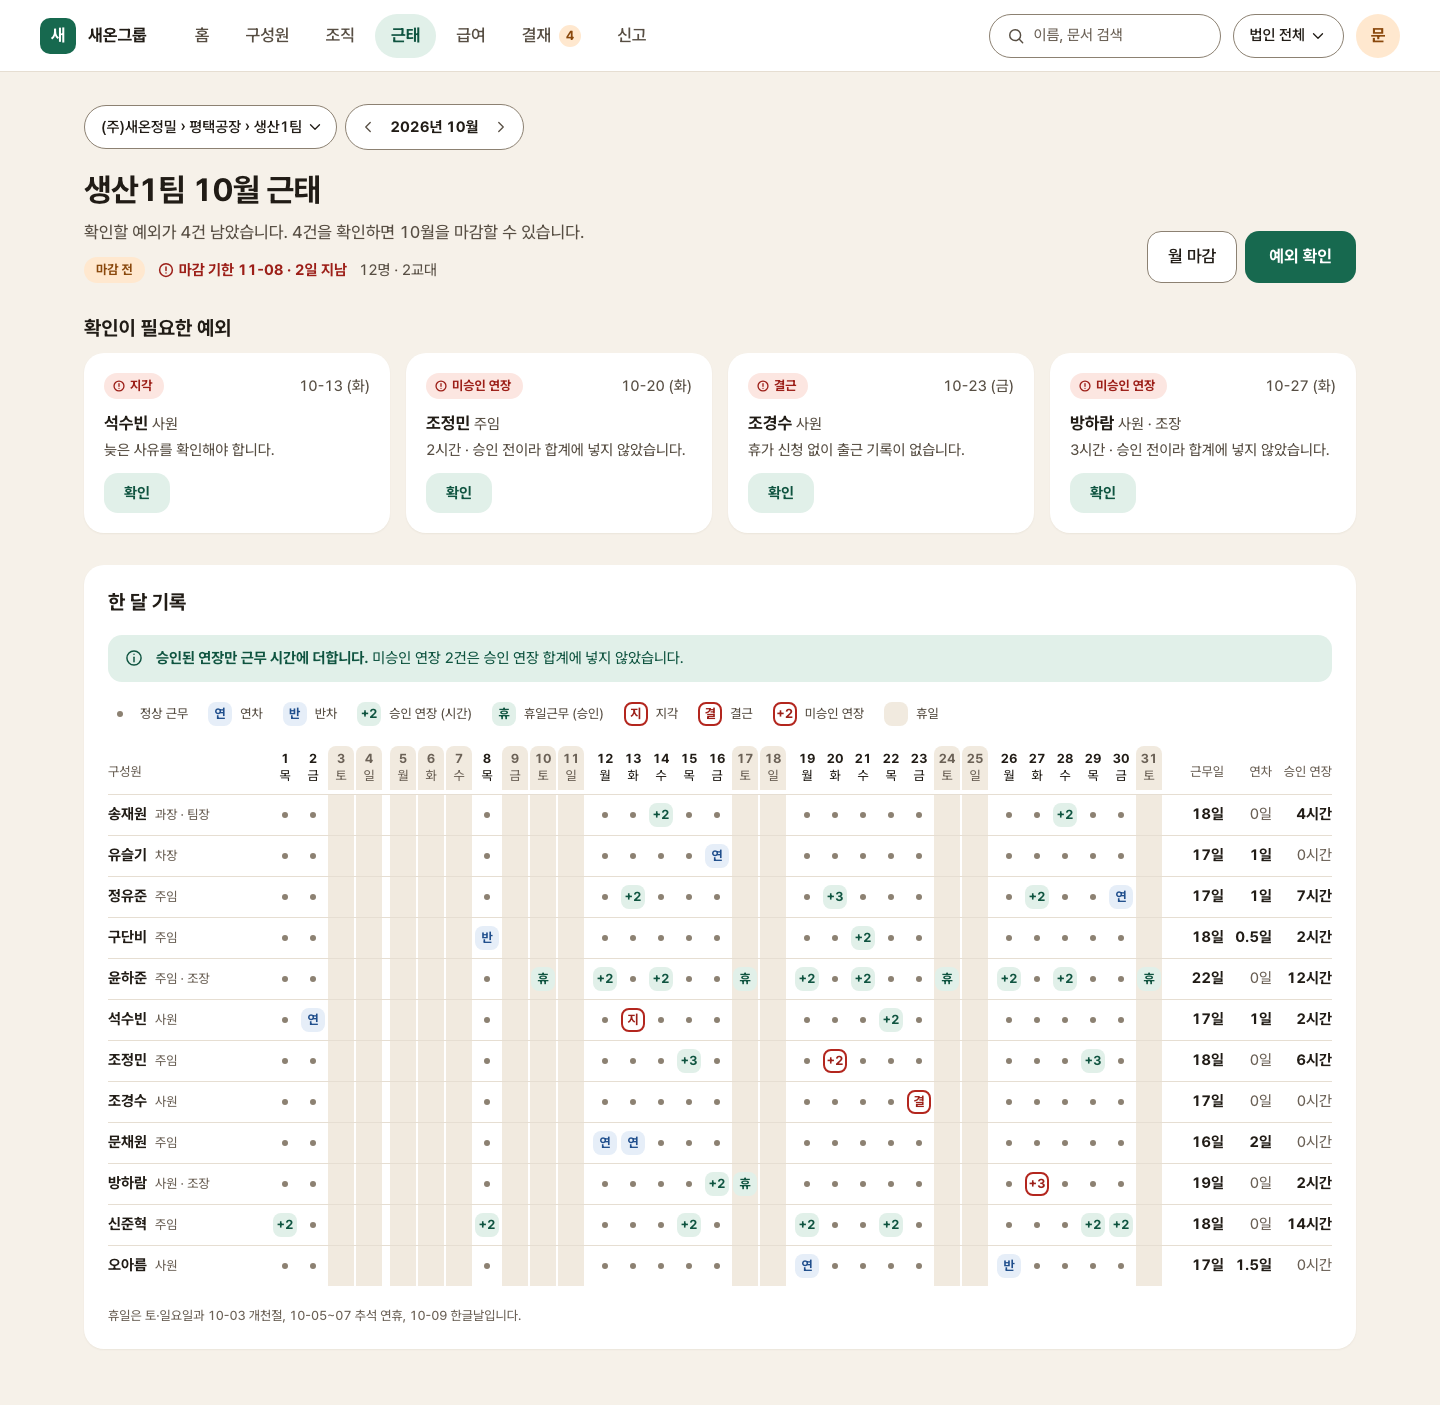 새 새온그룹 홈 구성원 조직 근태 급여 결재 4 신고 이름, 문서 검색 법인 전체 문
(주)새온정밀 › 평택공장 › 생산1팀 2026년 10월
생산1팀 10월 근태
확인할 예외가 4건 남았습니다. 4건을 확인하면 10월을 마감할 수 있습니다.
마감 전 마감 기한 11-08 · 2일 지남 12명 · 2교대
월 마감 예외 확인
확인이 필요한 예외
지각 10-13 (화)
석수빈 사원
늦은 사유를 확인해야 합니다.
확인
미승인 연장 10-20 (화)
조정민 주임
2시간 · 승인 전이라 합계에 넣지 않았습니다.
확인
결근 10-23 (금)
조경수 사원
휴가 신청 없이 출근 기록이 없습니다.
확인
미승인 연장 10-27 (화)
방하람 사원 · 조장
3시간 · 승인 전이라 합계에 넣지 않았습니다.
확인
한 달 기록
승인된 연장만 근무 시간에 더합니다. 미승인 연장 2건은 승인 연장 합계에 넣지 않았습니다.
정상 근무 연 연차 반 반차 +2 승인 연장 (시간) 휴 휴일근무 (승인) 지 지각 결 결근 +2 미승인 연장 휴일
1 2 3 4 5 6 7 8 9 10 11 12 13 14 15 16 17 18 19 20 21 22 23 24 25 26 27 28 29 30 31
구성원 목 금 토 일 월 화 수 목 금 토 일 월 화 수 목 금 토 일 월 화 수 목 금 토 일 월 화 수 목 금 토 근무일 연차 승인 연장
송재원 과장 · 팀장 +2 +2 18일 0일 4시간
유슬기 차장 연 17일 1일 0시간
정유준 주임 +2 +3 +2 연 17일 1일 7시간
구단비 주임 반 +2 18일 0.5일 2시간
윤하준 주임 · 조장 휴 +2 +2 휴 +2 +2 휴 +2 +2 휴 22일 0일 12시간
석수빈 사원 연 지 +2 17일 1일 2시간
조정민 주임 +3 +2 +3 18일 0일 6시간
조경수 사원 결 17일 0일 0시간
문채원 주임 연 연 16일 2일 0시간
방하람 사원 · 조장 +2 휴 +3 19일 0일 2시간
신준혁 주임 +2 +2 +2 +2 +2 +2 +2 18일 0일 14시간
오아름 사원 연 반 17일 1.5일 0시간
휴일은 토·일요일과 10-03 개천절, 10-05~07 추석 연휴, 10-09 한글날입니다.